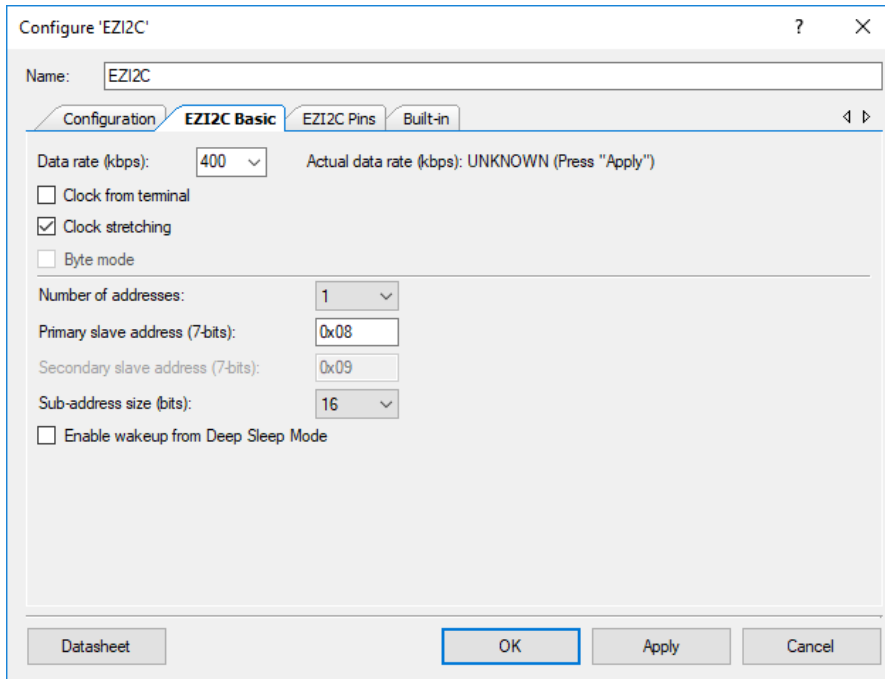 Configure 'EZI2C'
?
Name: EZI2C
Configuration EZI2C Basic EZI2C Pins Built-in
Data rate (kbps): 400 Actual data rate (kbps): UNKNOWN (Press "Apply")
Clock from terminal
Clock stretching
Byte mode
Number of addresses: 1
Primary slave address (7-bits): 0x08
Secondary slave address (7-bits): 0x09
Sub-address size (bits): 16
Enable wakeup from Deep Sleep Mode
Datasheet OK Apply Cancel